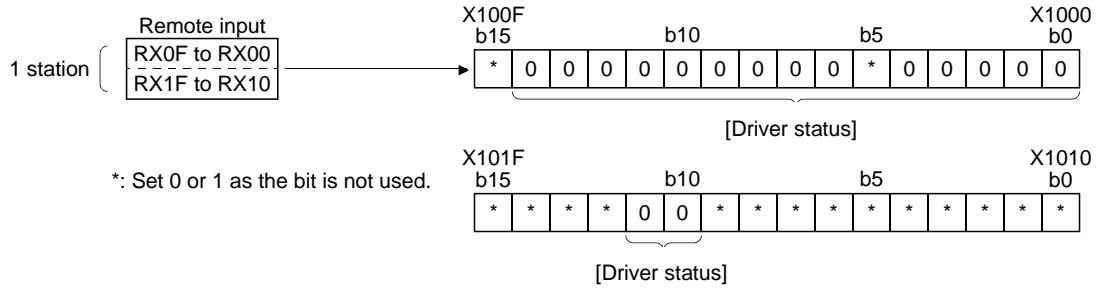 X100F X1000
Remote input b15 b10 b5 b0
1 station RX0F to RX00 * 0 0 0 0 0 0 0 0 0 * 0 0 0 0 0
RX1F to RX10
[Driver status]
X101F X1010
*: Set 0 or 1 as the bit is not used. b15 b10 b5 b0
* * * * 0 0 * * * * * * * * * *
[Driver status]